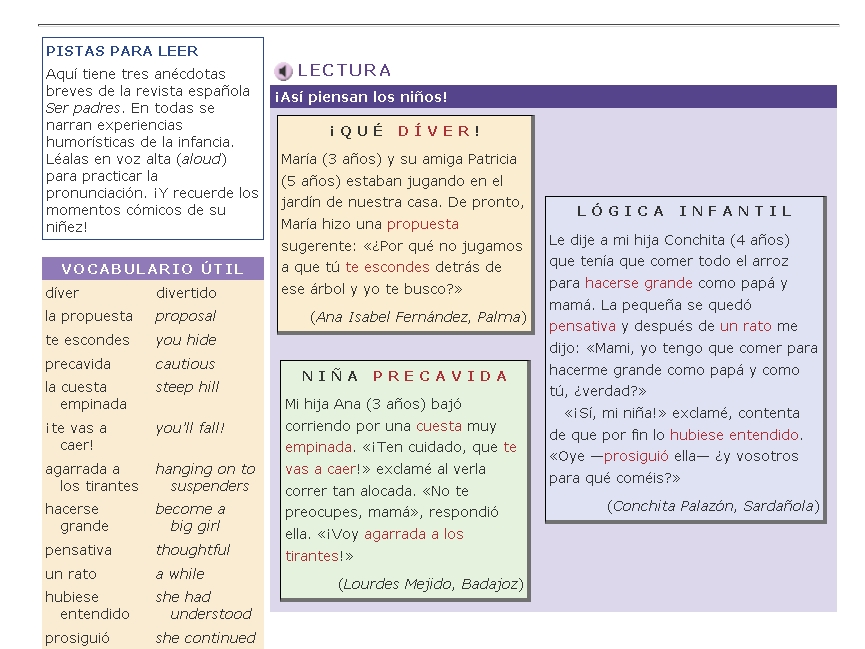 PISTAS PARA LEER
Aquí tiene tres anécdotas
breves de la revista española
Ser padres. En todas se
narran experiencias
humorísticas de la infancia.
Léalas en voz alta (aloud)
para practicar la
pronunciación. ¡Y recuerde los
momentos cómicos de su
niñez!
VOCABULARIO ÚTIL
díver divertido
la propuesta proposal
te escondes you hide
precavida cautious
la cuesta steep hill
empinada
¡te vas a you'll fall!
caer!
agarrada a hanging on to
los tirantes suspenders
hacerse become a
grande big girl
pensativa thoughtful
un rato a while
hubiese she had
entendido understood
prosiguió she continued
LECTURA
¡Así piensan los niños!
¡QUÉ DÍVER!
María (3 años) y su amiga Patricia
(5 años) estaban jugando en el
jardín de nuestra casa. De pronto,
María hizo una propuesta
sugerente: «¿Por qué no jugamos
a que tú te escondes detrás de
ese árbol y yo te busco?»
(Ana Isabel Fernández, Palma)
NIÑA PRECAVIDA
Mi hija Ana (3 años) bajó
corriendo por una cuesta muy
empinada. «¡Ten cuidado, que te
vas a caer!» exclamé al verla
correr tan alocada. «No te
preocupes, mamá», respondió
ella. «¡Voy agarrada a los
tirantes!»
(Lourdes Mejido, Badajoz)
LÓGICA INFANTIL
Le dije a mi hija Conchita (4 años)
que tenía que comer todo el arroz
para hacerse grande como papá y
mamá. La pequeña se quedó
pensativa y después de un rato me
dijo: «Mami, yo tengo que comer para
hacerme grande como papá y como
tú, ¿verdad?»
«¡Sí, mi niña!» exclamé, contenta
de que por fin lo hubiese entendido.
«Oye —prosiguió ella— ¿y vosotros
para qué coméis?»
(Conchita Palazón, Sardañola)